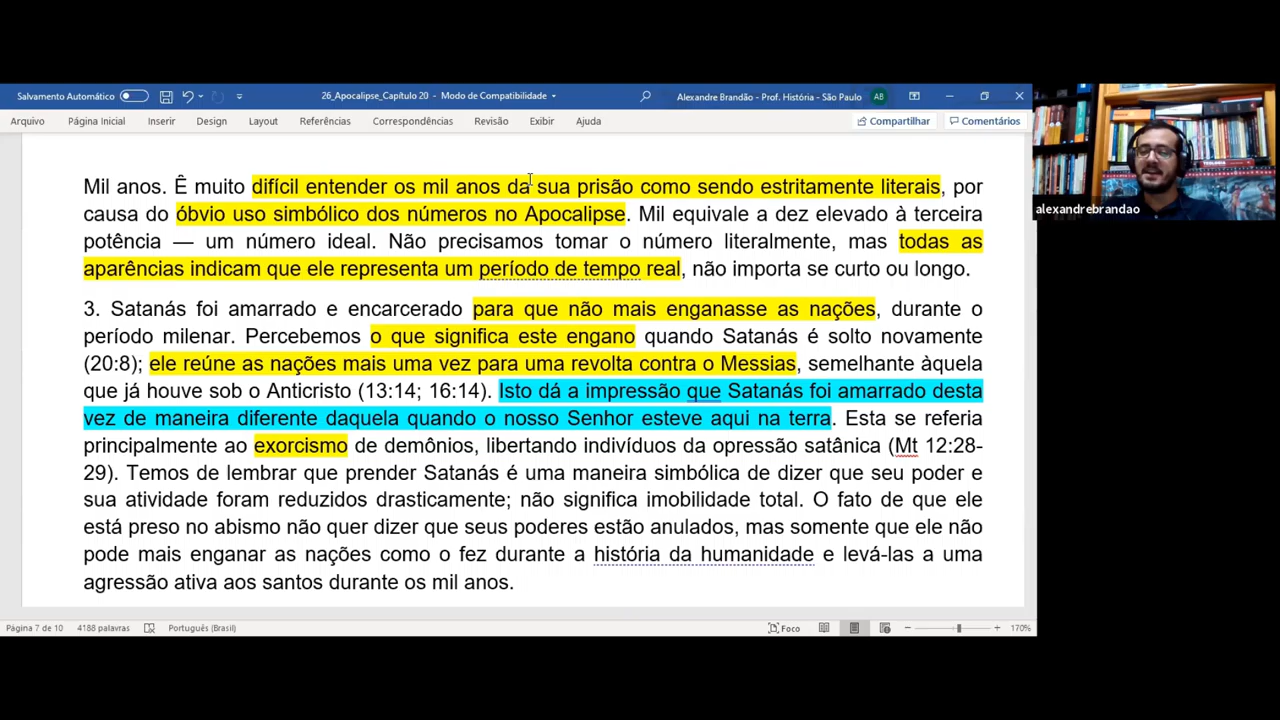 Salvamento Automático
26_Apocalipse_Capítulo 20 - Modo de Compatibilidade
Alexandre Brandão - Prof. História - São Paulo AB
Arquivo Página Inicial Inserir Design Layout Referências Correspondências Revisão Exibir Ajuda Compartilhar Comentários
Mil anos. Ê muito difícil entender os mil anos da sua prisão como sendo estritamente literais, por
causa do óbvio uso simbólico dos números no Apocalipse. Mil equivale a dez elevado à terceira
potência — um número ideal. Não precisamos tomar o número literalmente, mas todas as
aparências indicam que ele representa um período de tempo real, não importa se curto ou longo.
3. Satanás foi amarrado e encarcerado para que não mais enganasse as nações, durante o
período milenar. Percebemos o que significa este engano quando Satanás é solto novamente
(20:8); ele reúne as nações mais uma vez para uma revolta contra o Messias, semelhante àquela
que já houve sob o Anticristo (13:14; 16:14). Isto dá a impressão que Satanás foi amarrado desta
vez de maneira diferente daquela quando o nosso Senhor esteve aqui na terra. Esta se referia
principalmente ao exorcismo de demônios, libertando indivíduos da opressão satânica (Mt 12:28-
29). Temos de lembrar que prender Satanás é uma maneira simbólica de dizer que seu poder e
sua atividade foram reduzidos drasticamente; não significa imobilidade total. O fato de que ele
está preso no abismo não quer dizer que seus poderes estão anulados, mas somente que ele não
pode mais enganar as nações como o fez durante a história da humanidade e levá-las a uma
agressão ativa aos santos durante os mil anos.
Página 7 de 10 4188 palavras Português (Brasil) Foco 170%
alexandrebrandao